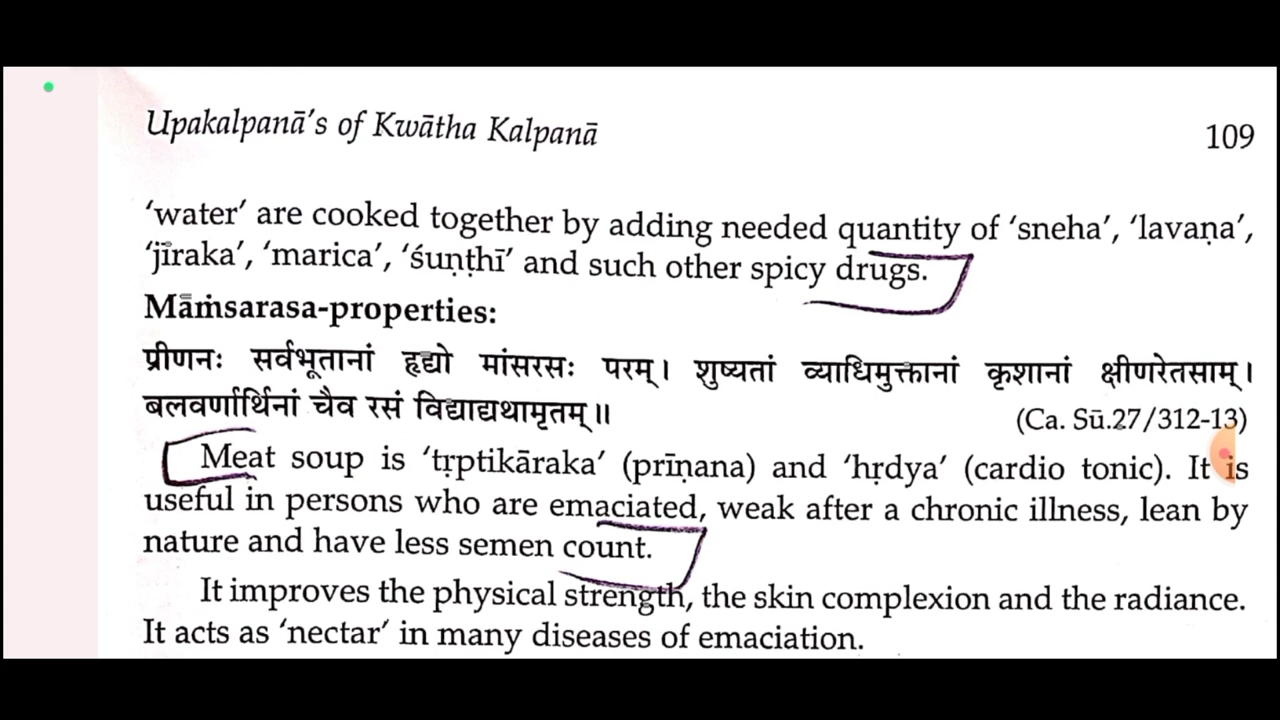 Upakalpanā's of Kwātha Kalpanā
109
'water' are cooked together by adding needed quantity of 'sneha', 'lavaṇa',
'jīraka', 'marica', 'śuṇṭhī' and such other spicy drugs.
Māṁsarasa-properties:
प्रीणनः सर्वभूतानां हृद्यो मांसरसः परम्। शुष्यतां व्याधिमुक्तानां कृशानां क्षीणरेतसाम्।
बलवर्णार्थिनां चैव रसं विद्याद्यथामृतम्॥
(Ca. Sū.27/312-13)
Meat soup is 'tṛptikāraka' (prīṇana) and 'hṛdya' (cardio tonic). It is
useful in persons who are emaciated, weak after a chronic illness, lean by
nature and have less semen count.
It improves the physical strength, the skin complexion and the radiance.
It acts as 'nectar' in many diseases of emaciation.